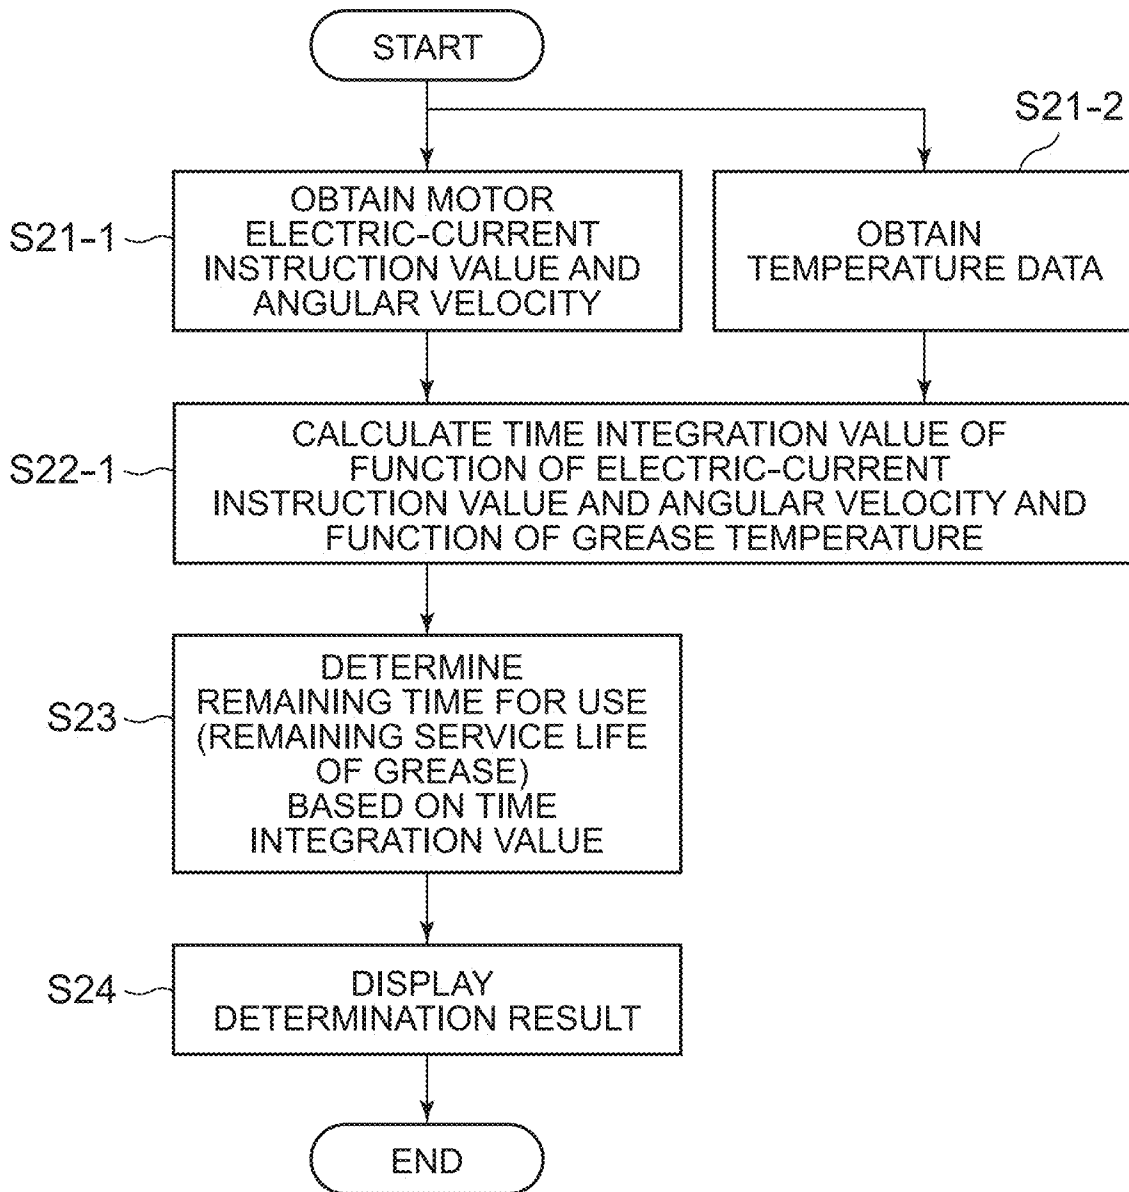 START
S21-2
S21-1
OBTAIN MOTOR
ELECTRIC-CURRENT
INSTRUCTION VALUE AND
ANGULAR VELOCITY
OBTAIN
TEMPERATURE DATA
S22-1
CALCULATE TIME INTEGRATION VALUE OF
FUNCTION OF ELECTRIC-CURRENT
INSTRUCTION VALUE AND ANGULAR VELOCITY AND
FUNCTION OF GREASE TEMPERATURE
S23
DETERMINE
REMAINING TIME FOR USE
(REMAINING SERVICE LIFE
OF GREASE)
BASED ON TIME
INTEGRATION VALUE
S24
DISPLAY
DETERMINATION RESULT
END